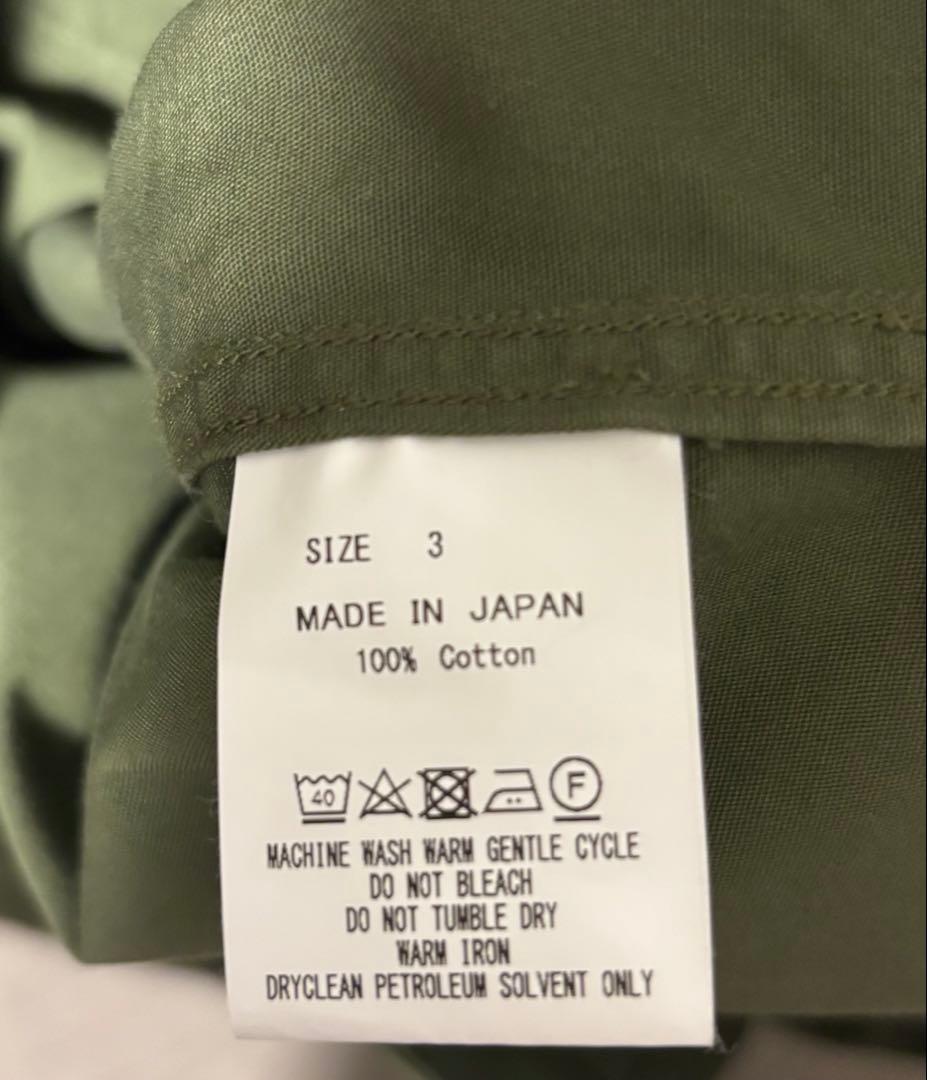 SIZE 3
MADE IN JAPAN
100% Cotton
40 F
MACHINE WASH WARM GENTLE CYCLE
DO NOT BLEACH
DO NOT TUMBLE DRY
WARM IRON
DRYCLEAN PETROLEUM SOLVENT ONLY